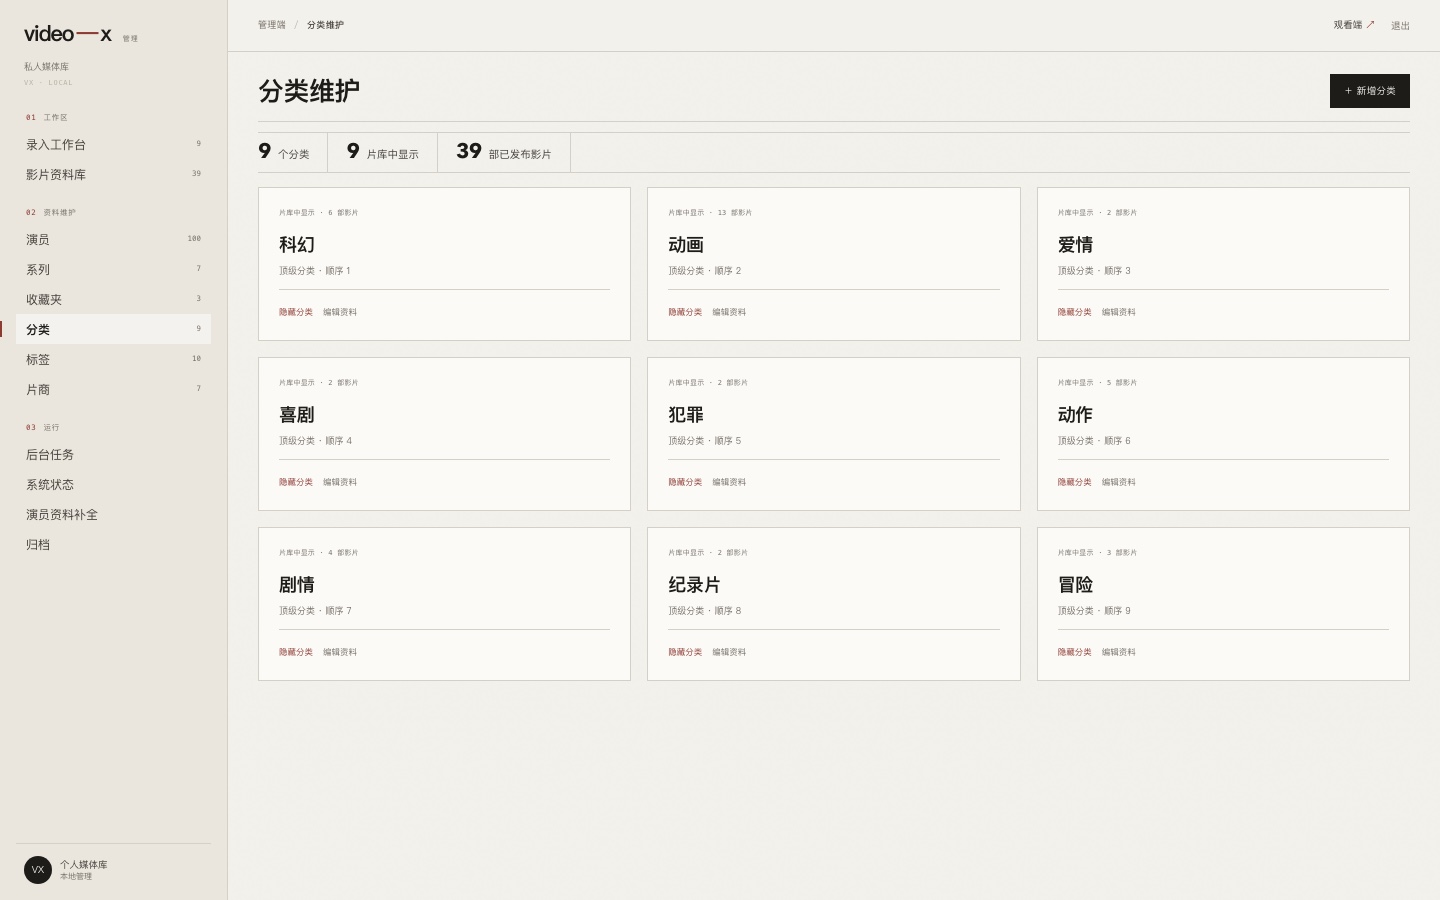 video—x 管理
私人媒体库
VX · LOCAL
01 工作区
录入工作台 9
影片资料库 39
02 资料维护
演员 100
系列 7
收藏夹 3
分类 9
标签 10
片商 7
03 运行
后台任务
系统状态
演员资料补全
归档
VX
个人媒体库
本地管理
管理端 / 分类维护
观看端 ↗ 退出
分类维护
+ 新增分类
9 个分类
9 片库中显示
39 部已发布影片
片库中显示 · 6 部影片
科幻
顶级分类 · 顺序 1
隐藏分类 编辑资料
片库中显示 · 13 部影片
动画
顶级分类 · 顺序 2
隐藏分类 编辑资料
片库中显示 · 2 部影片
爱情
顶级分类 · 顺序 3
隐藏分类 编辑资料
片库中显示 · 2 部影片
喜剧
顶级分类 · 顺序 4
隐藏分类 编辑资料
片库中显示 · 2 部影片
犯罪
顶级分类 · 顺序 5
隐藏分类 编辑资料
片库中显示 · 5 部影片
动作
顶级分类 · 顺序 6
隐藏分类 编辑资料
片库中显示 · 4 部影片
剧情
顶级分类 · 顺序 7
隐藏分类 编辑资料
片库中显示 · 2 部影片
纪录片
顶级分类 · 顺序 8
隐藏分类 编辑资料
片库中显示 · 3 部影片
冒险
顶级分类 · 顺序 9
隐藏分类 编辑资料